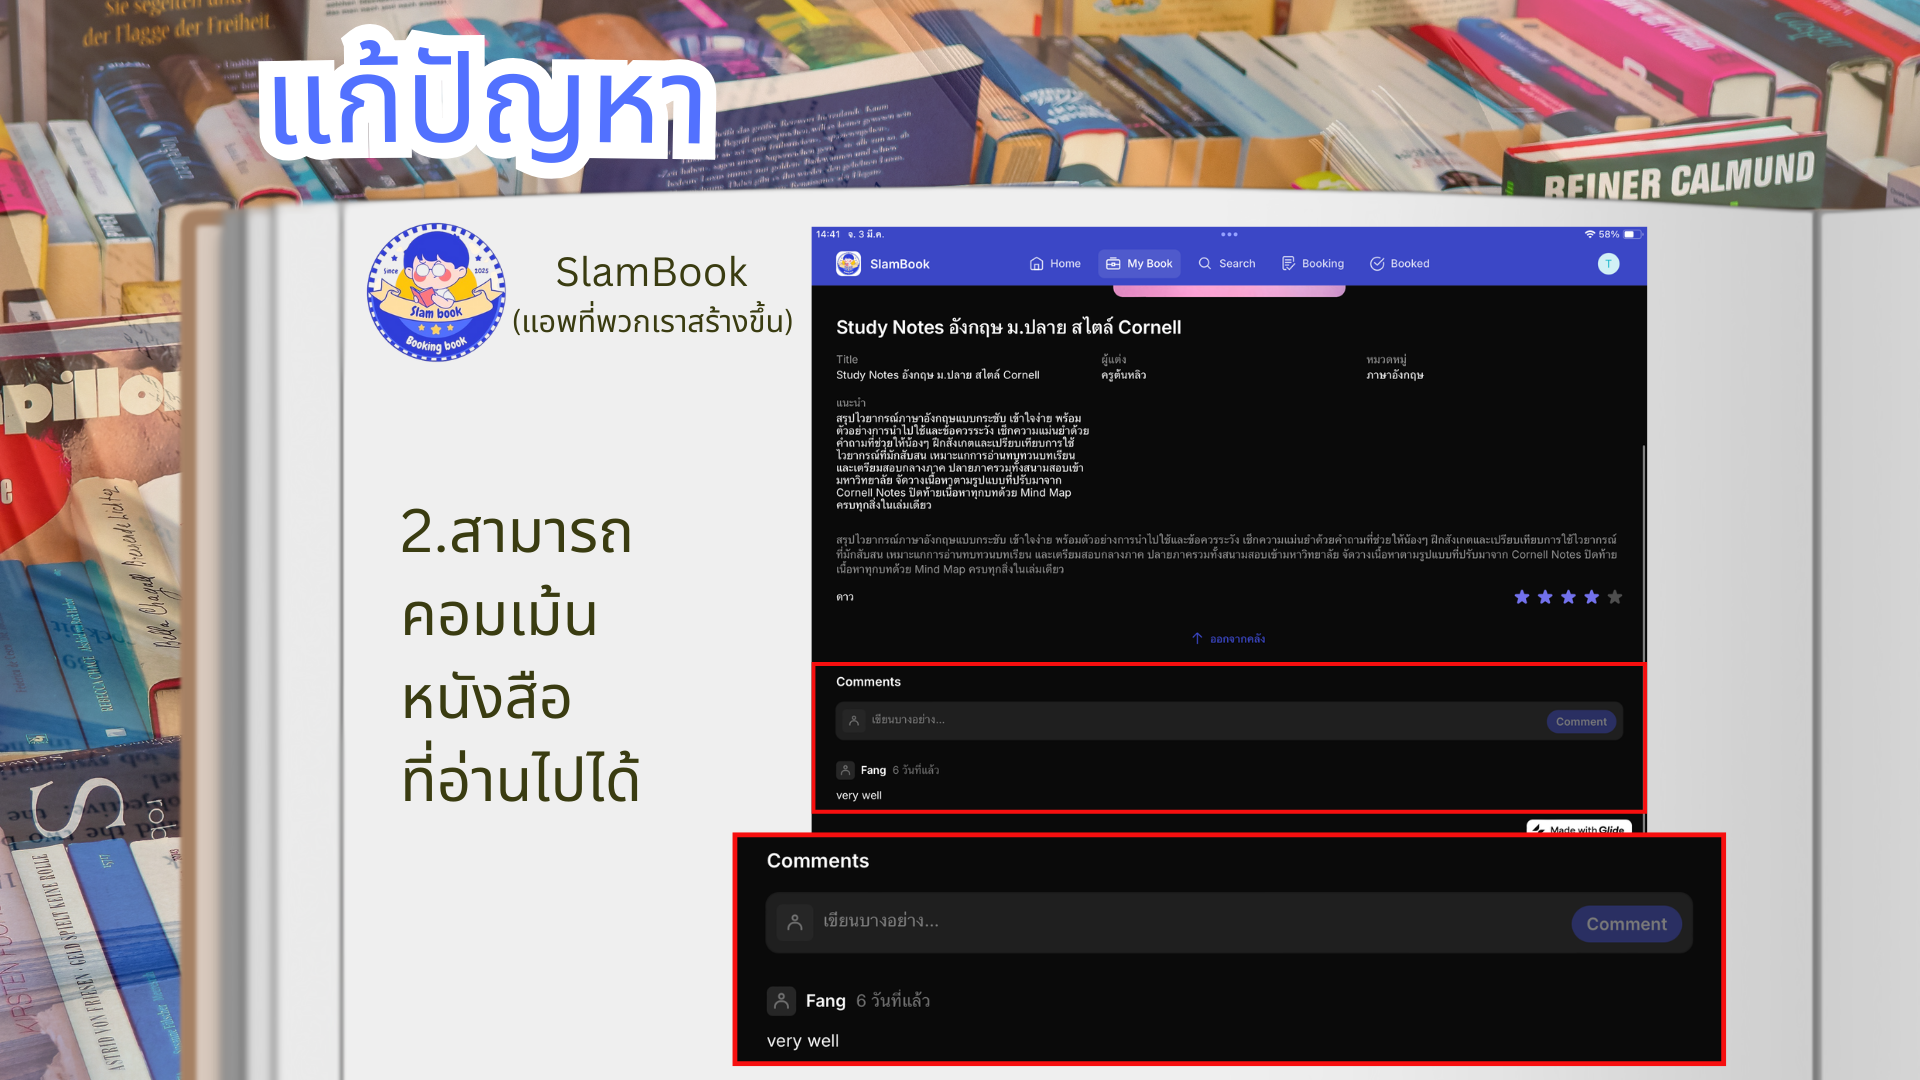 Sie segelten und
der Flagge der Freiheit.
แก้ปัญหา
REINER CALMUND
Since 2025
Slam book
Booking book
SlamBook
(แอพที่พวกเราสร้างขึ้น)
2.สามารถ
คอมเม้น
หนังสือ
ที่อ่านไปได้
14:41 จ. 3 มี.ค.
58%
SlamBook
Home
My Book
Search
Booking
Booked
T
Study Notes อังกฤษ ม.ปลาย สไตล์ Cornell
Title
Study Notes อังกฤษ ม.ปลาย สไตล์ Cornell
ผู้แต่ง
ครูต้นหลิว
หมวดหมู่
ภาษาอังกฤษ
แนะนำ
สรุปไวยากรณ์ภาษาอังกฤษแบบกระชับ เข้าใจง่าย พร้อม
ตัวอย่างการนำไปใช้และข้อควรระวัง เช็กความแม่นยำด้วย
คำถามที่ช่วยให้น้องๆ ฝึกสังเกตและเปรียบเทียบการใช้
ไวยากรณ์ที่มักสับสน เหมาะแก่การอ่านทบทวนบทเรียน
และเตรียมสอบกลางภาค ปลายภาครวมทั้งสนามสอบเข้า
มหาวิทยาลัย จัดวางเนื้อหาตามรูปแบบที่ปรับมาจาก
Cornell Notes ปิดท้ายเนื้อหาทุกบทด้วย Mind Map
ครบทุกสิ่งในเล่มเดียว
สรุปไวยากรณ์ภาษาอังกฤษแบบกระชับ เข้าใจง่าย พร้อมตัวอย่างการนำไปใช้และข้อควรระวัง เช็กความแม่นยำด้วยคำถามที่ช่วยให้น้องๆ ฝึกสังเกตและเปรียบเทียบการใช้ไวยากรณ์
ที่มักสับสน เหมาะแก่การอ่านทบทวนบทเรียน และเตรียมสอบกลางภาค ปลายภาครวมทั้งสนามสอบเข้ามหาวิทยาลัย จัดวางเนื้อหาตามรูปแบบที่ปรับมาจาก Cornell Notes ปิดท้าย
เนื้อหาทุกบทด้วย Mind Map ครบทุกสิ่งในเล่มเดียว
ดาว
ออกจากคลัง
Comments
เขียนบางอย่าง...
Comment
Fang 6 วันที่แล้ว
very well
Made with Glide
Comments
เขียนบางอย่าง...
Comment
Fang 6 วันที่แล้ว
very well
ASTRID VON FRIESEN · GELD SPIELT KEINE ROLLE